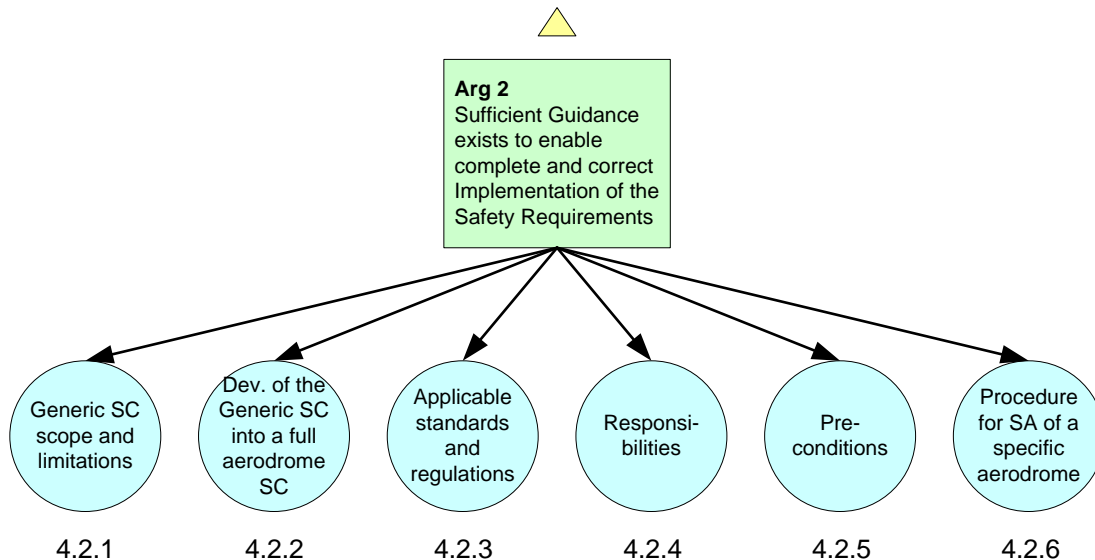 Arg 2
Sufficient Guidance
exists to enable
complete and correct
Implementation of the
Safety Requirements
Generic SC
scope and
limitations
Dev. of the
Generic SC
into a full
aerodrome
SC
Applicable
standards
and
regulations
Responsi-
bilities
Pre-
conditions
Procedure
for SA of a
specific
aerodrome
4.2.1
4.2.2
4.2.3
4.2.4
4.2.5
4.2.6